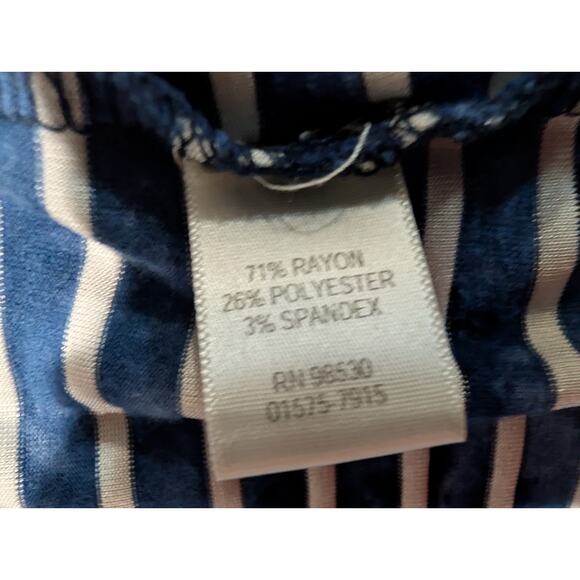 71% RAYON
26% POLYESTER
3% SPANDEX
RN 98530
01575-7915